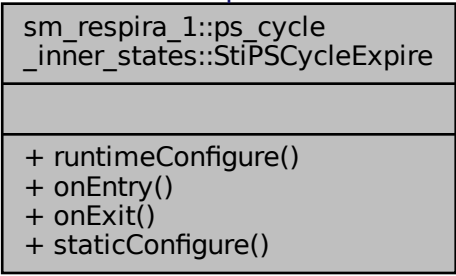 sm_respira_1::ps_cycle
_inner_states::StiPSCycleExpire
+ runtimeConfigure()
+ onEntry()
+ onExit()
+ staticConfigure()